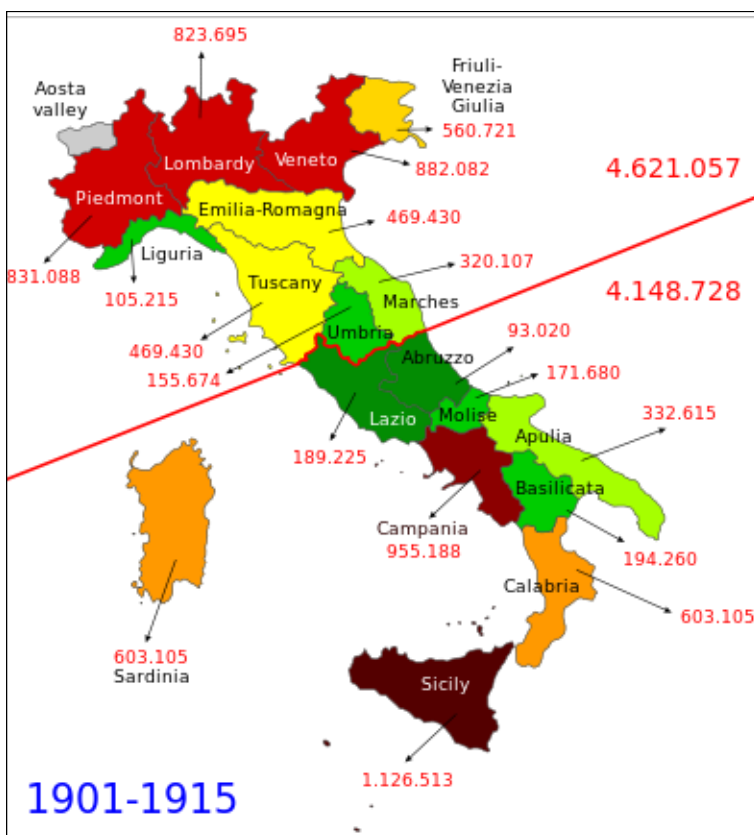 823.695
Aosta
valley
Friuli-
Venezia
Giulia
560.721
Lombardy
Veneto
882.082
4.621.057
Piedmont
Emilia-Romagna
469.430
Liguria
320.107
831.088
105.215
Tuscany
Marches
4.148.728
Umbria
93.020
469.430
155.674
Abruzzo
171.680
Lazio
Molise
332.615
Apulia
189.225
Basilicata
Campania
955.188
194.260
Calabria
603.105
603.105
Sardinia
Sicily
1.126.513
1901-1915